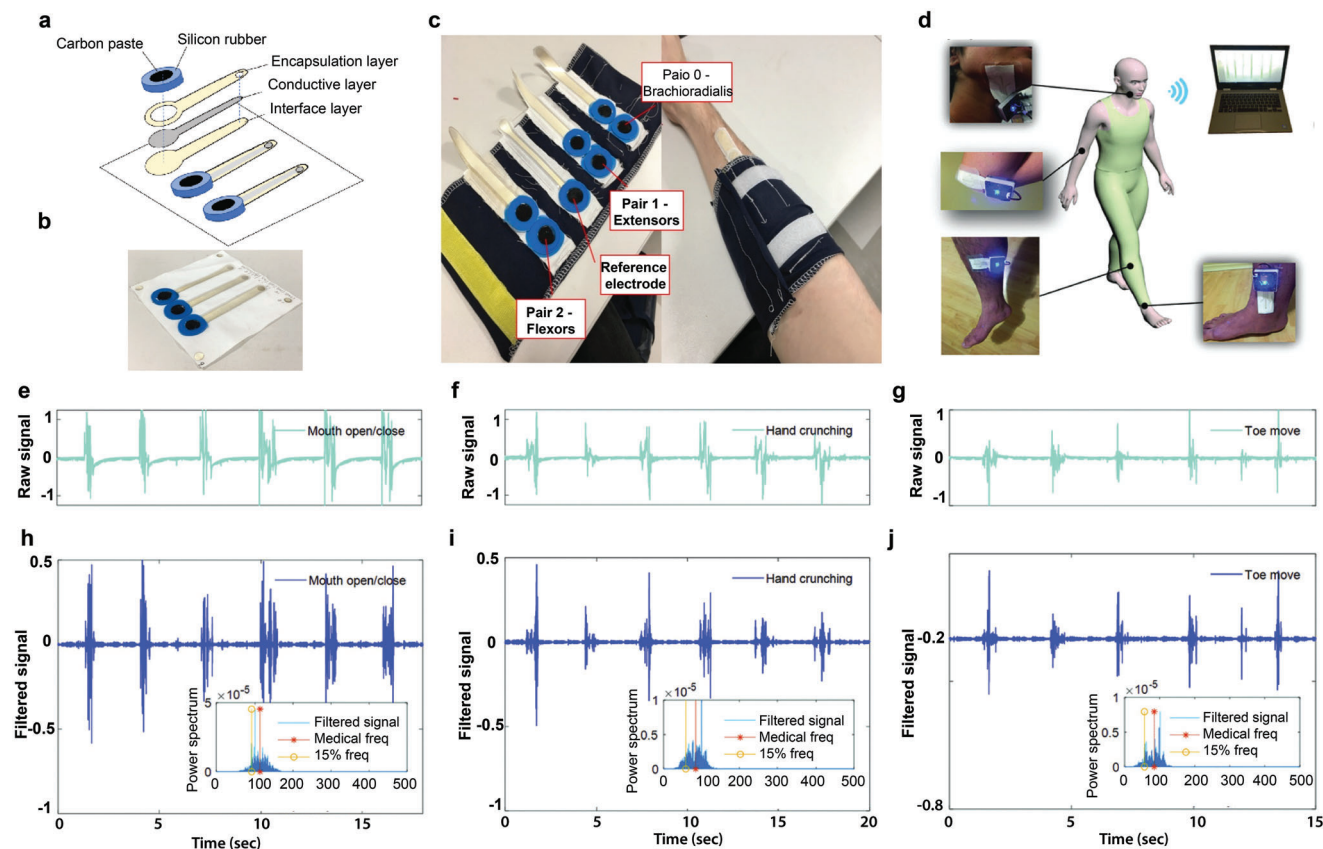 a
Carbon paste
Silicon rubber
Encapsulation layer
Conductive layer
Interface layer
b
c
Paio 0 -
Brachioradialis
Pair 1 -
Extensors
Reference
electrode
Pair 2 -
Flexors
d
e
Raw signal
1
0
-1
Mouth open/close
f
Raw signal
1
0
-1
Hand crunching
g
Raw signal
1
0
-1
Toe move
h
Filtered signal
0.5
0
-0.5
-1
Mouth open/close
Power spectrum
5
×10^-5
0
Filtered signal
Medical freq
15% freq
0 100 200 300 400 500
0 5 10 15
Time (sec)
i
Filtered signal
0.5
0
-0.5
-1
Hand crunching
Power spectrum
1
×10^-5
0.5
0
Filtered signal
Medical freq
15% freq
0 100 200 300 400 500
0 5 10 15 20
Time (sec)
j
Filtered signal
-0.2
-0.8
Toe move
Power spectrum
1
×10^-5
0.5
0
Filtered signal
Medical freq
15% freq
0 100 200 300 400 500
0 5 10 15
Time (sec)